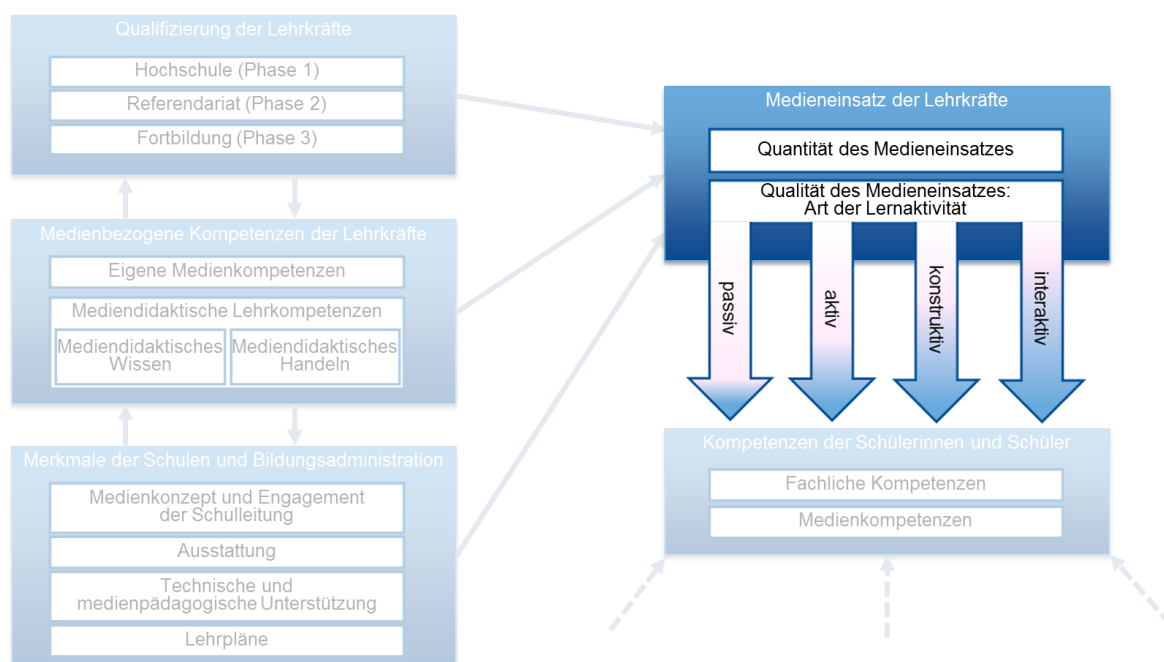 Qualifizierung der Lehrkräfte
Hochschule (Phase 1)
Referendariat (Phase 2)
Fortbildung (Phase 3)
Medienbezogene Kompetenzen der Lehrkräfte
Eigene Medienkompetenzen
Mediendidaktische Lehrkompetenzen
Mediendidaktisches
Wissen
Mediendidaktisches
Handeln
Merkmale der Schulen und Bildungsadministration
Medienkonzept und Engagement
der Schulleitung
Ausstattung
Technische und
medienpädagogische Unterstützung
Lehrpläne
Medieneinsatz der Lehrkräfte
Quantität des Medieneinsatzes
Qualität des Medieneinsatzes:
Art der Lernaktivität
passiv
aktiv
konstruktiv
interaktiv
Kompetenzen der Schülerinnen und Schüler
Fachliche Kompetenzen
Medienkompetenzen